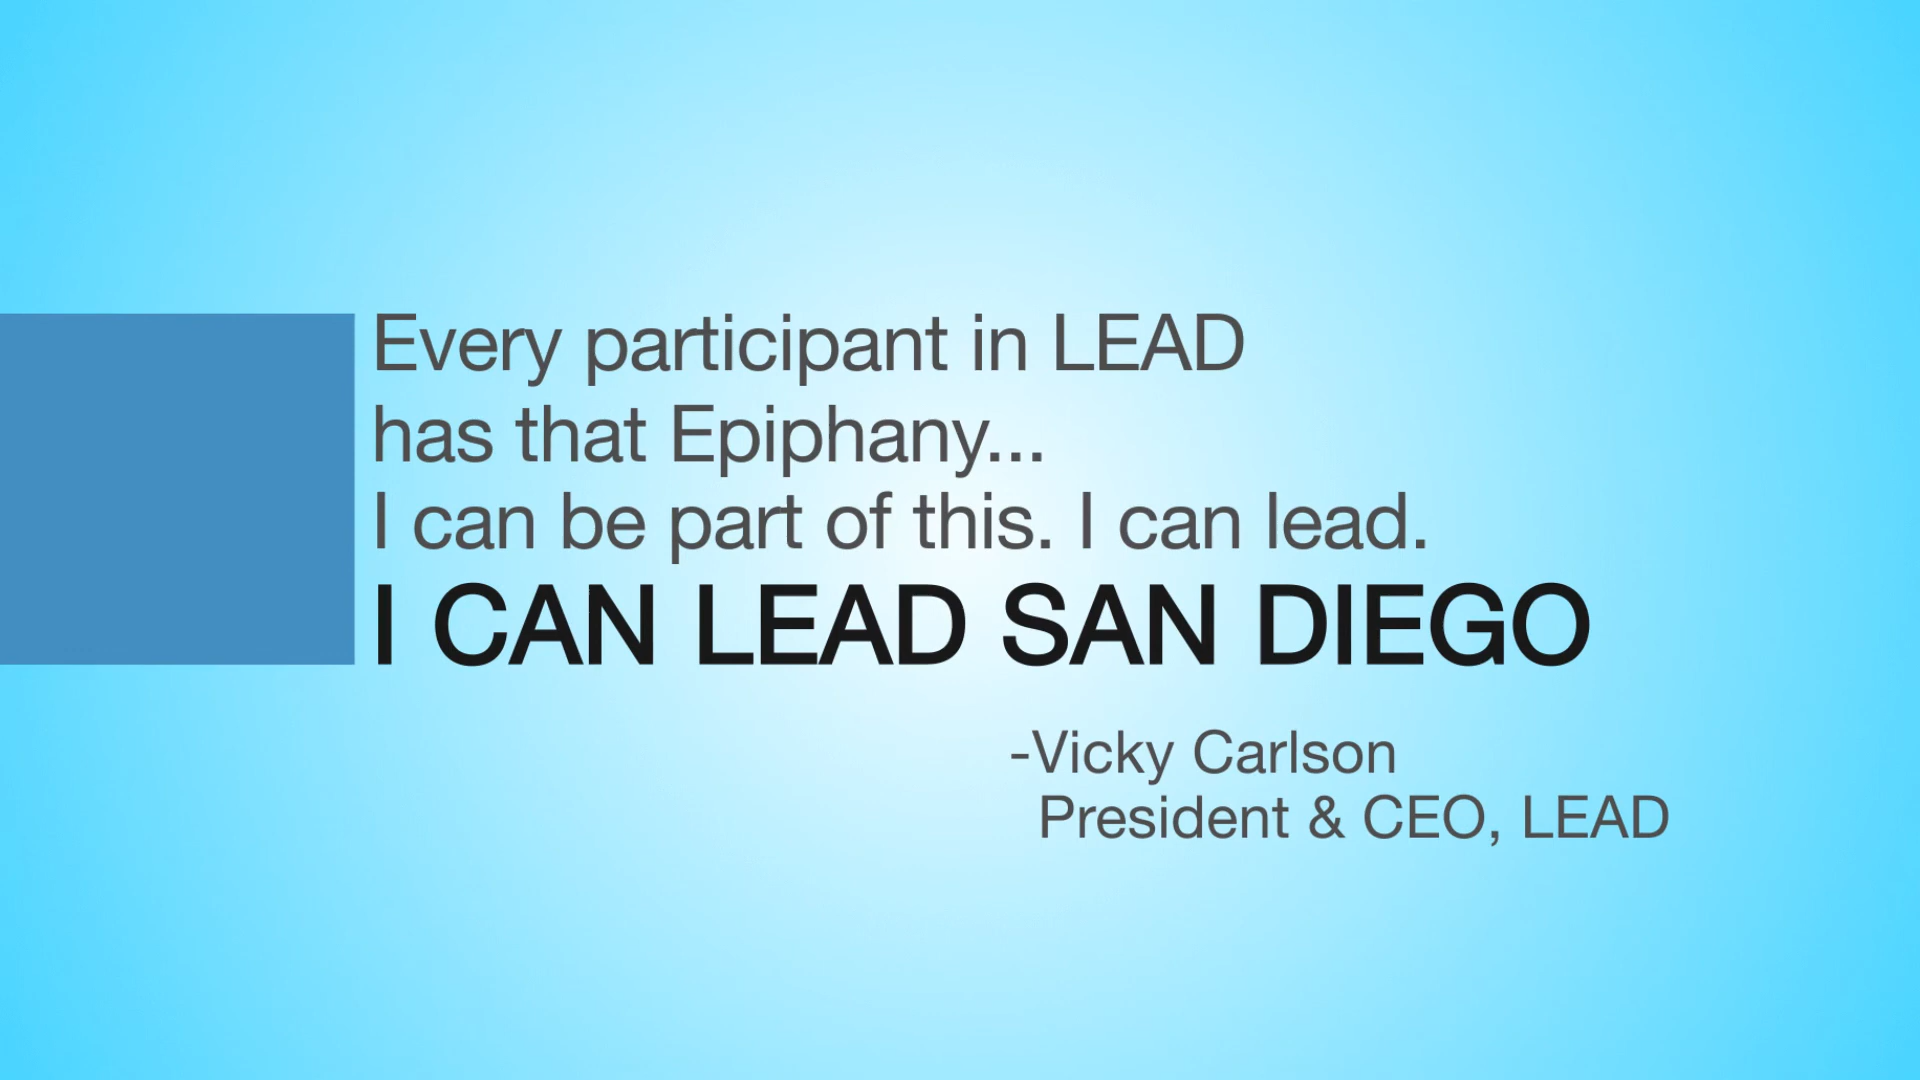 Every participant in LEAD
has that Epiphany...
I can be part of this. I can lead.
I CAN LEAD SAN DIEGO
-Vicky Carlson
President & CEO, LEAD